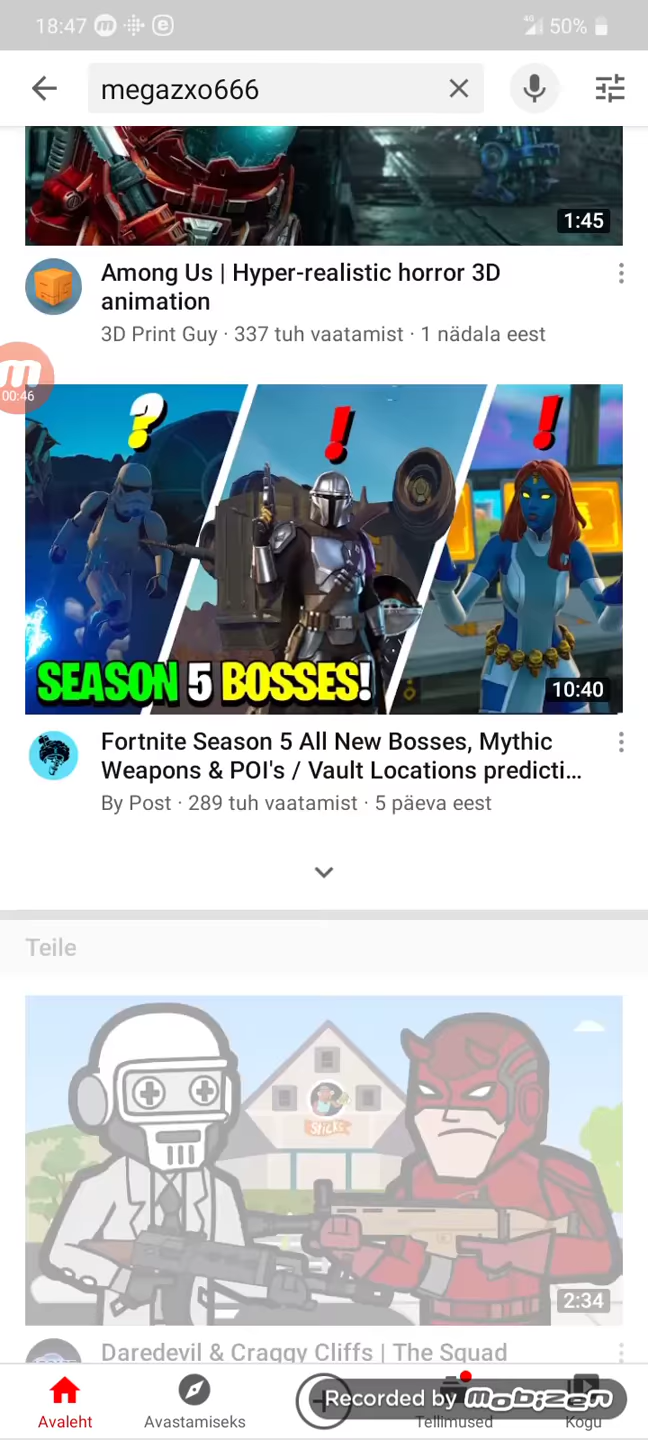 18:47
4G
50%
megazxo666
1:45
Among Us | Hyper-realistic horror 3D
animation
3D Print Guy · 337 tuh vaatamist · 1 nädala eest
00:46
? ! !
SEASON 5 BOSSES!
10:40
Fortnite Season 5 All New Bosses, Mythic
Weapons & POI's / Vault Locations predicti...
By Post · 289 tuh vaatamist · 5 päeva eest
Teile
Sticks
2:34
Daredevil & Craggy Cliffs | The Squad
Recorded by mobizen
Avaleht
Avastamiseks
Tellimused
Kogu